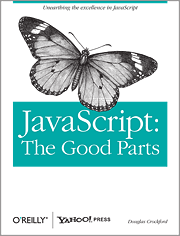 Unearthing the excellence in JavaScript
JavaScript:
The Good Parts
O'REILLY® YAHOO! PRESS Douglas Crockford